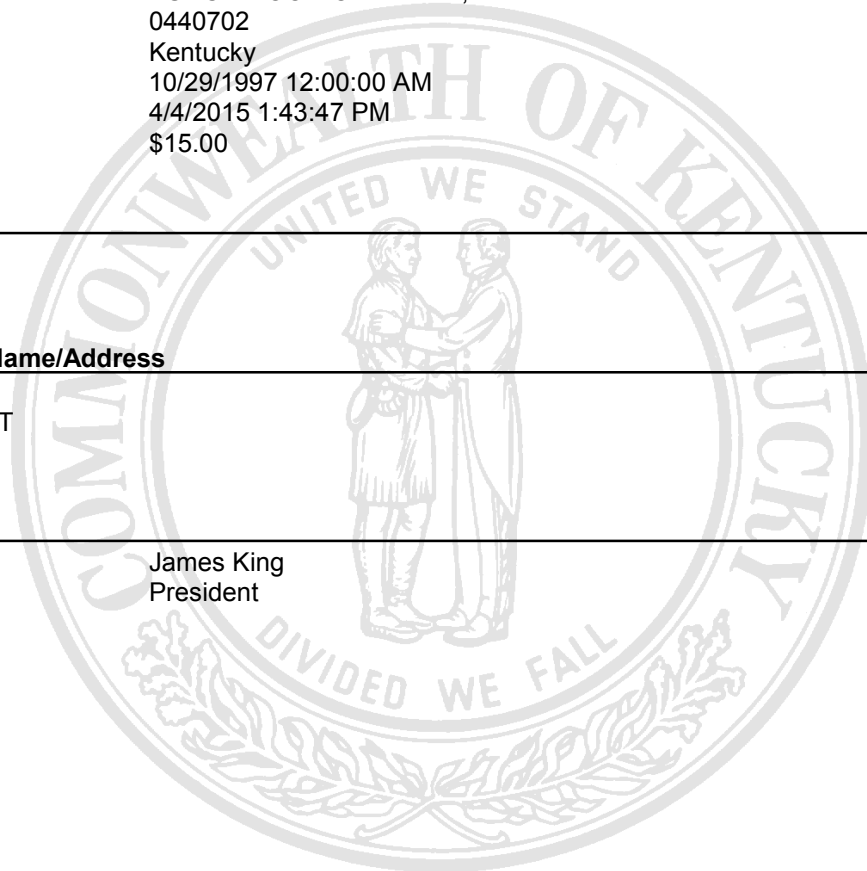 0440702
Kentucky
10/29/1997 12:00:00 AM
4/4/2015 1:43:47 PM
$15.00
COMMONWEALTH OF KENTUCKY
UNITED WE STAND
ame/Address
T
James King
President
DIVIDED WE FALL